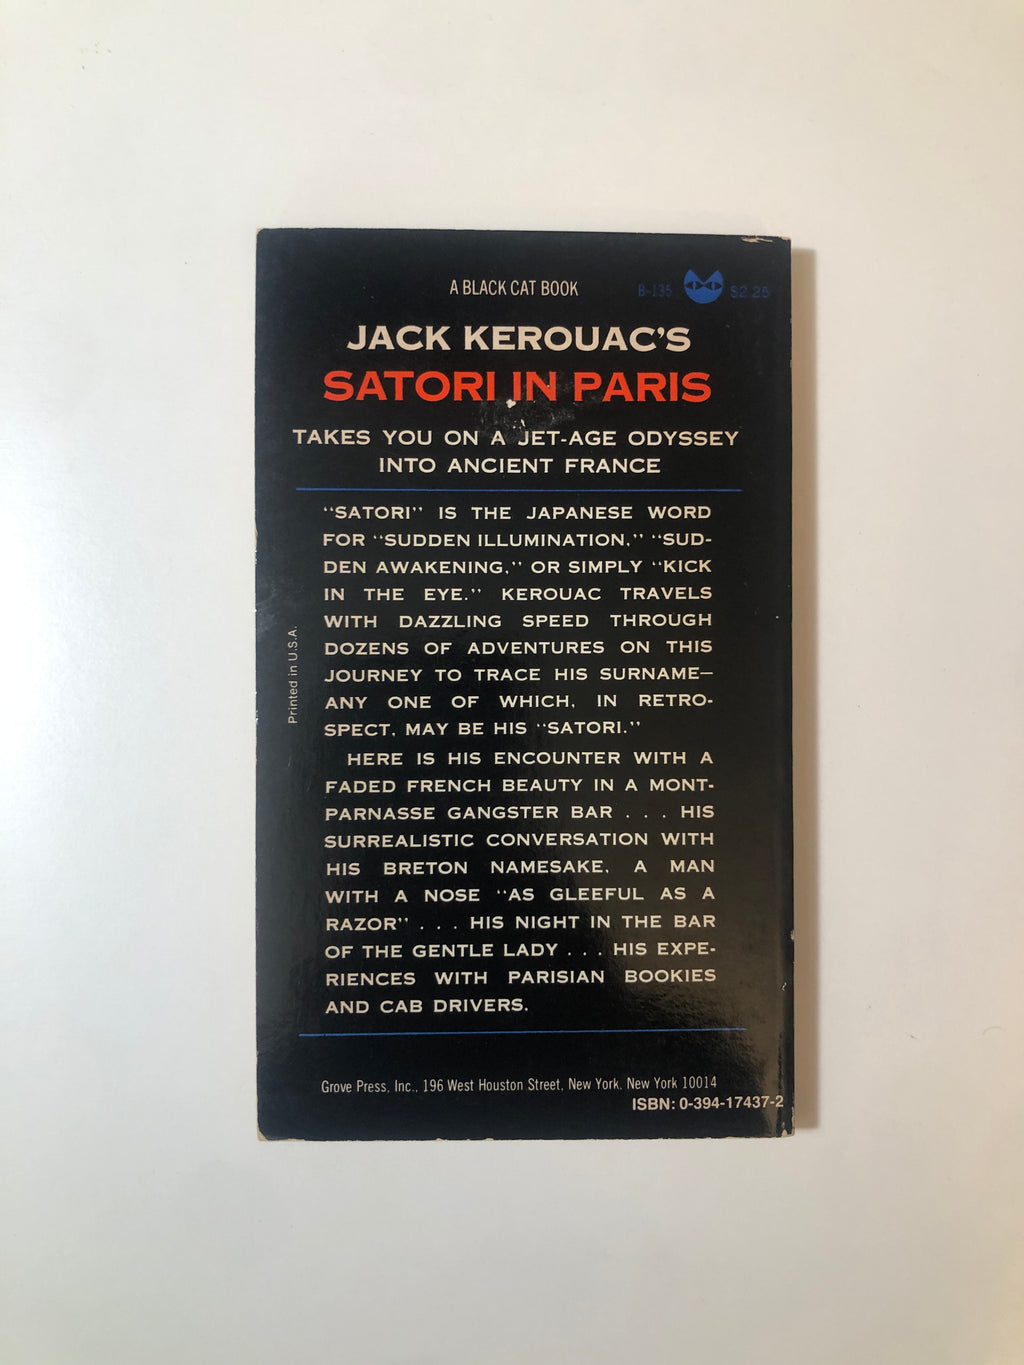 A BLACK CAT BOOK
B-135 $2.25
JACK KEROUAC'S
SATORI IN PARIS
TAKES YOU ON A JET-AGE ODYSSEY
INTO ANCIENT FRANCE
"SATORI" IS THE JAPANESE WORD
FOR "SUDDEN ILLUMINATION," "SUD-
DEN AWAKENING," OR SIMPLY "KICK
IN THE EYE." KEROUAC TRAVELS
WITH DAZZLING SPEED THROUGH
DOZENS OF ADVENTURES ON THIS
JOURNEY TO TRACE HIS SURNAME—
ANY ONE OF WHICH, IN RETRO-
SPECT, MAY BE HIS "SATORI."
HERE IS HIS ENCOUNTER WITH A
FADED FRENCH BEAUTY IN A MONT-
PARNASSE GANGSTER BAR . . . HIS
SURREALISTIC CONVERSATION WITH
HIS BRETON NAMESAKE, A MAN
WITH A NOSE "AS GLEEFUL AS A
RAZOR" . . . HIS NIGHT IN THE BAR
OF THE GENTLE LADY . . . HIS EXPE-
RIENCES WITH PARISIAN BOOKIES
AND CAB DRIVERS.
Printed in U.S.A.
Grove Press, Inc., 196 West Houston Street, New York, New York 10014
ISBN: 0-394-17437-2